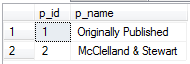 p_id p_name
1 1 Originally Published
2 2 McClelland & Stewart